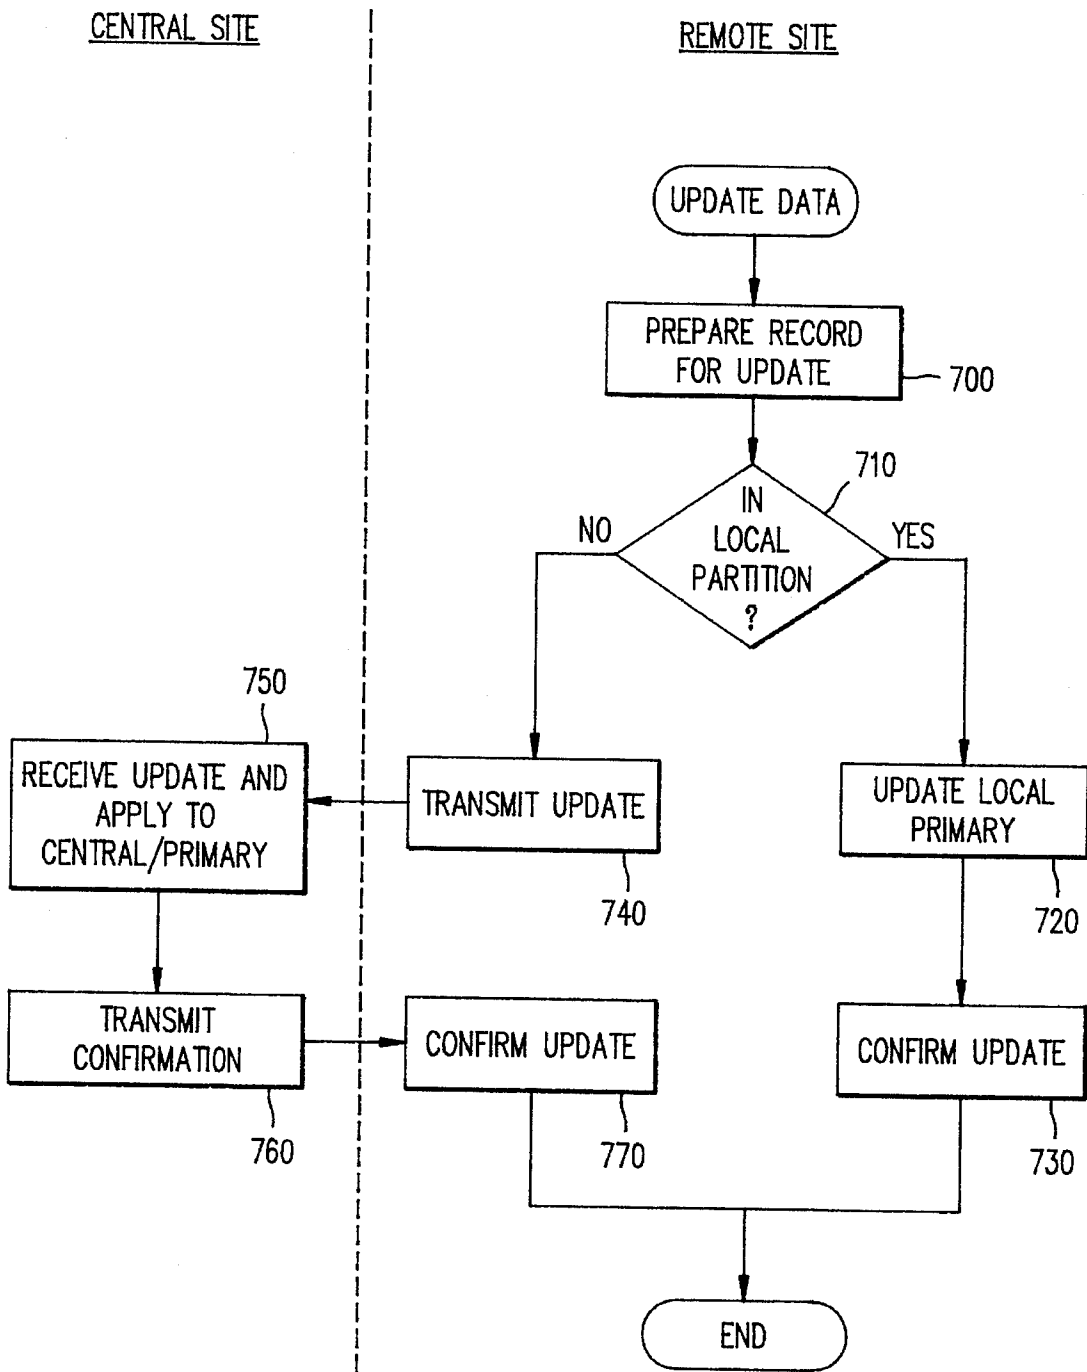 CENTRAL SITE
REMOTE SITE
UPDATE DATA
PREPARE RECORD
FOR UPDATE
700
710
IN
LOCAL
PARTITION
?
NO
YES
750
RECEIVE UPDATE AND
APPLY TO
CENTRAL/PRIMARY
TRANSMIT UPDATE
740
UPDATE LOCAL
PRIMARY
720
TRANSMIT
CONFIRMATION
760
CONFIRM UPDATE
770
CONFIRM UPDATE
730
END